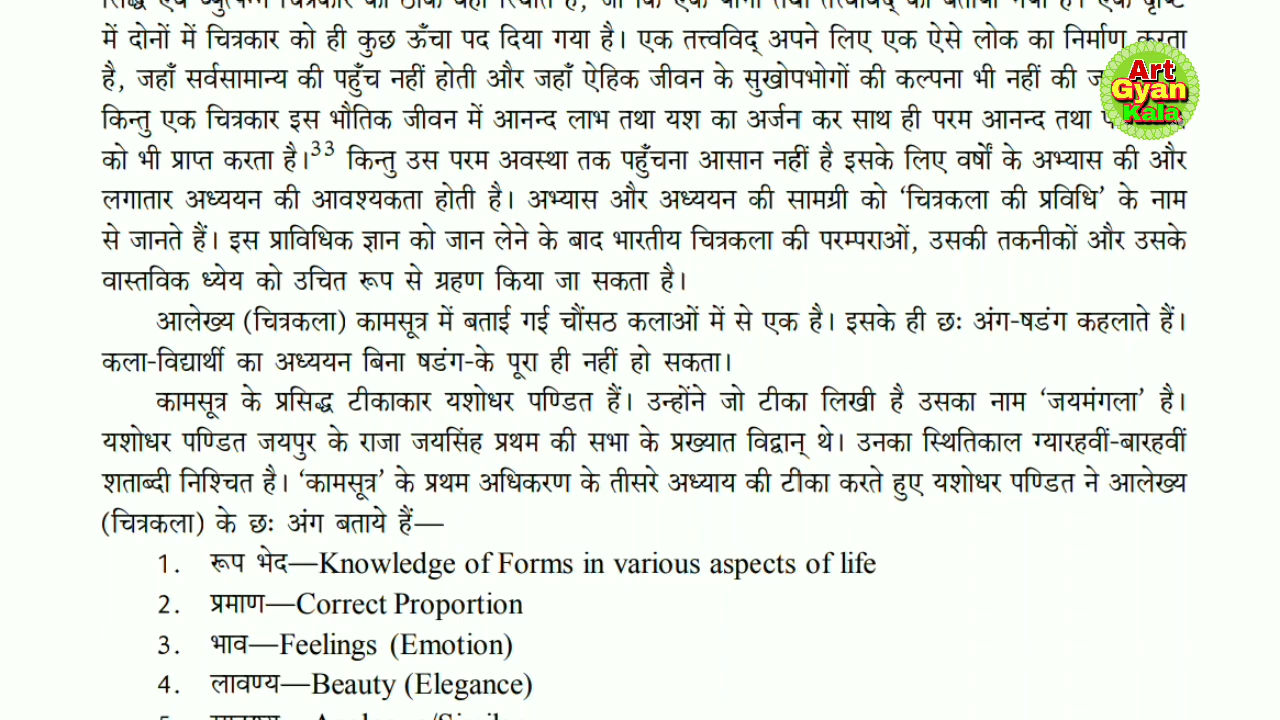 में दोनों में चित्रकार को ही कुछ ऊँचा पद दिया गया है। एक तत्त्वविद् अपने लिए एक ऐसे लोक का निर्माण करता
है, जहाँ सर्वसामान्य की पहुँच नहीं होती और जहाँ ऐहिक जीवन के सुखोपभोगों की कल्पना भी नहीं की
किन्तु एक चित्रकार इस भौतिक जीवन में आनन्द लाभ तथा यश का अर्जन कर साथ ही परम आनन्द तथा
को भी प्राप्त करता है।33 किन्तु उस परम अवस्था तक पहुँचना आसान नहीं है इसके लिए वर्षों के अभ्यास की और
लगातार अध्ययन की आवश्यकता होती है। अभ्यास और अध्ययन की सामग्री को ‘चित्रकला की प्रविधि’ के नाम
से जानते हैं। इस प्राविधिक ज्ञान को जान लेने के बाद भारतीय चित्रकला की परम्पराओं, उसकी तकनीकों और उसके
वास्तविक ध्येय को उचित रूप से ग्रहण किया जा सकता है।
आलेख्य (चित्रकला) कामसूत्र में बताई गई चौंसठ कलाओं में से एक है। इसके ही छः अंग-षडंग कहलाते हैं।
कला-विद्यार्थी का अध्ययन बिना षडंग-के पूरा ही नहीं हो सकता।
कामसूत्र के प्रसिद्ध टीकाकार यशोधर पण्डित हैं। उन्होंने जो टीका लिखी है उसका नाम ‘जयमंगला’ है।
यशोधर पण्डित जयपुर के राजा जयसिंह प्रथम की सभा के प्रख्यात विद्वान् थे। उनका स्थितिकाल ग्यारहवीं-बारहवीं
शताब्दी निश्चित है। ‘कामसूत्र’ के प्रथम अधिकरण के तीसरे अध्याय की टीका करते हुए यशोधर पण्डित ने आलेख्य
(चित्रकला) के छः अंग बताये हैं—
1. रूप भेद—Knowledge of Forms in various aspects of life
2. प्रमाण—Correct Proportion
3. भाव—Feelings (Emotion)
4. लावण्य—Beauty (Elegance)
Art
Gyan
Kala